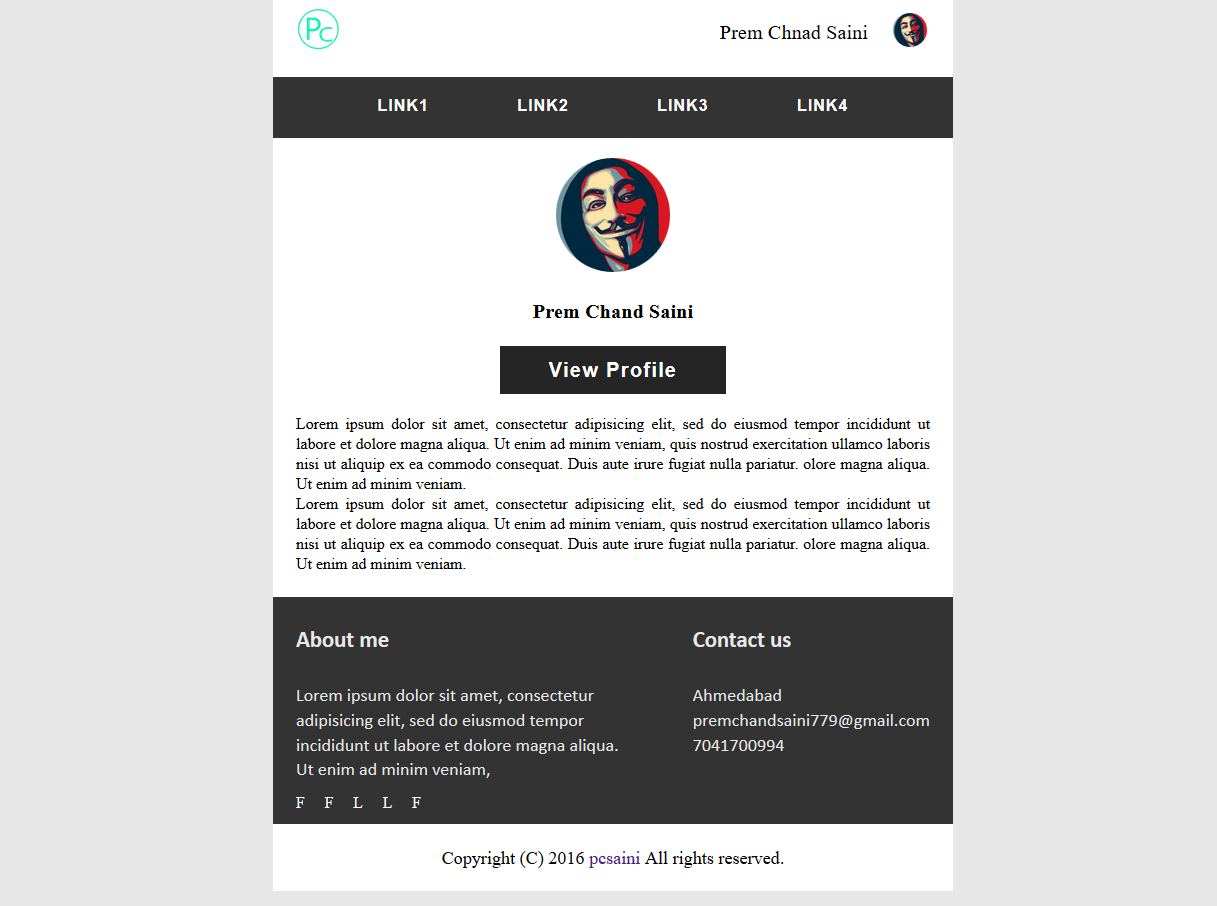 Pc
Prem Chnad Saini
LINK1 LINK2 LINK3 LINK4
Prem Chand Saini
View Profile
Lorem ipsum dolor sit amet, consectetur adipisicing elit, sed do eiusmod tempor incididunt ut
labore et dolore magna aliqua. Ut enim ad minim veniam, quis nostrud exercitation ullamco laboris
nisi ut aliquip ex ea commodo consequat. Duis aute irure fugiat nulla pariatur. olore magna aliqua.
Ut enim ad minim veniam.
Lorem ipsum dolor sit amet, consectetur adipisicing elit, sed do eiusmod tempor incididunt ut
labore et dolore magna aliqua. Ut enim ad minim veniam, quis nostrud exercitation ullamco laboris
nisi ut aliquip ex ea commodo consequat. Duis aute irure fugiat nulla pariatur. olore magna aliqua.
Ut enim ad minim veniam.
About me
Lorem ipsum dolor sit amet, consectetur
adipisicing elit, sed do eiusmod tempor
incididunt ut labore et dolore magna aliqua.
Ut enim ad minim veniam,
F F L L F
Contact us
Ahmedabad
premchandsaini779@gmail.com
7041700994
Copyright (C) 2016 pcsaini All rights reserved.